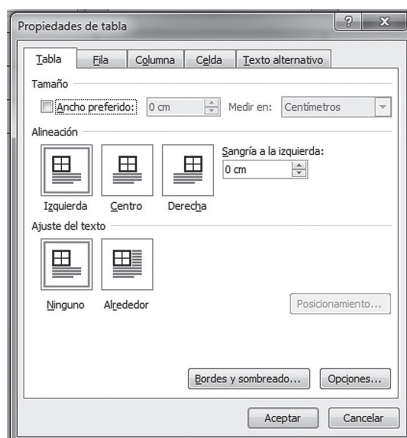 Propiedades de tabla
Tabla Fila Columna Celda Texto alternativo
Tamaño
Ancho preferido: 0 cm Medir en: Centímetros
Alineación
Sangría a la izquierda:
0 cm
Izquierda Centro Derecha
Ajuste del texto
Ninguno Alrededor
Posicionamiento...
Bordes y sombreado... Opciones...
Aceptar Cancelar